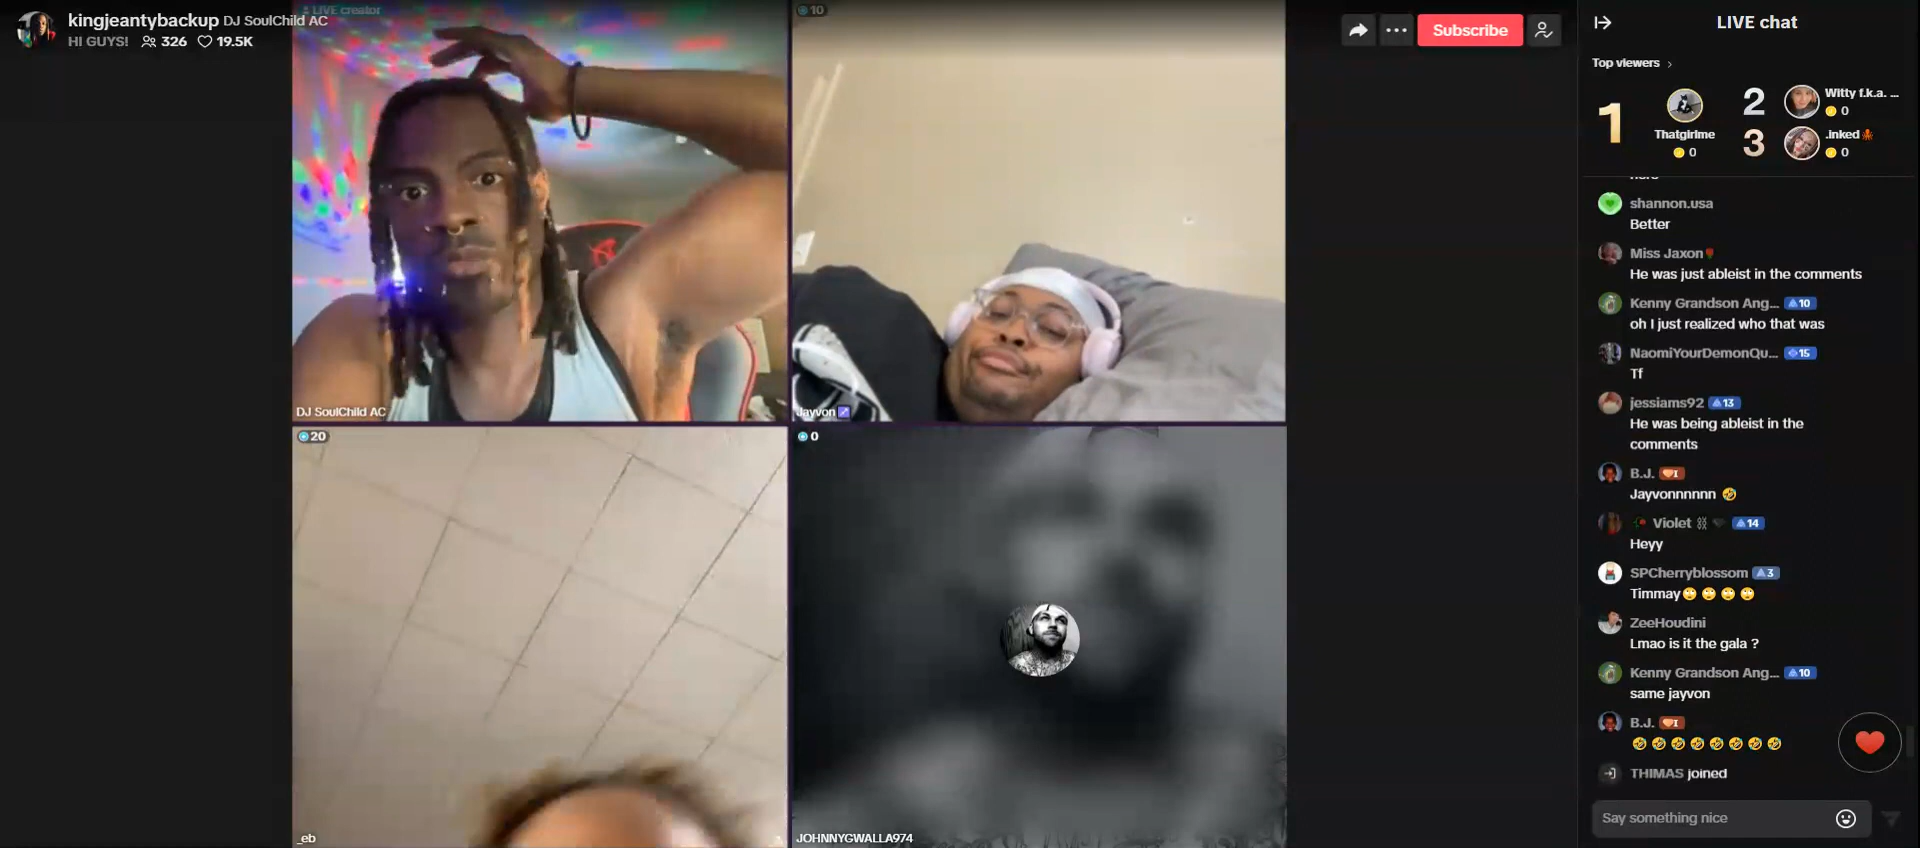 kingjeantybackup DJ SoulChild AC
HI GUYS! 326 19.5K
LIVE creator
10
Subscribe
DJ SoulChild AC
Jayvon
20
0
_eb
JOHNNYGWALLA974
LIVE chat
Top viewers
1
Thatgirlme
0
2
Witty f.k.a. ...
0
3
.inked
0
shannon.usa
Better
Miss Jaxon
He was just ableist in the comments
Kenny Grandson Ang... 10
oh I just realized who that was
NaomiYourDemonQu... 15
Tf
jessiams92 13
He was being ableist in the
comments
B.J. I
Jayvonnnnnn 🤣
Violet ⛓ 14
Heyy
SPCherryblossom 3
Timmay🙄 🙄 🙄 🙄
ZeeHoudini
Lmao is it the gala ?
Kenny Grandson Ang... 10
same jayvon
B.J. I
🤣 🤣 🤣 🤣 🤣 🤣 🤣 🤣
THIMAS joined
Say something nice